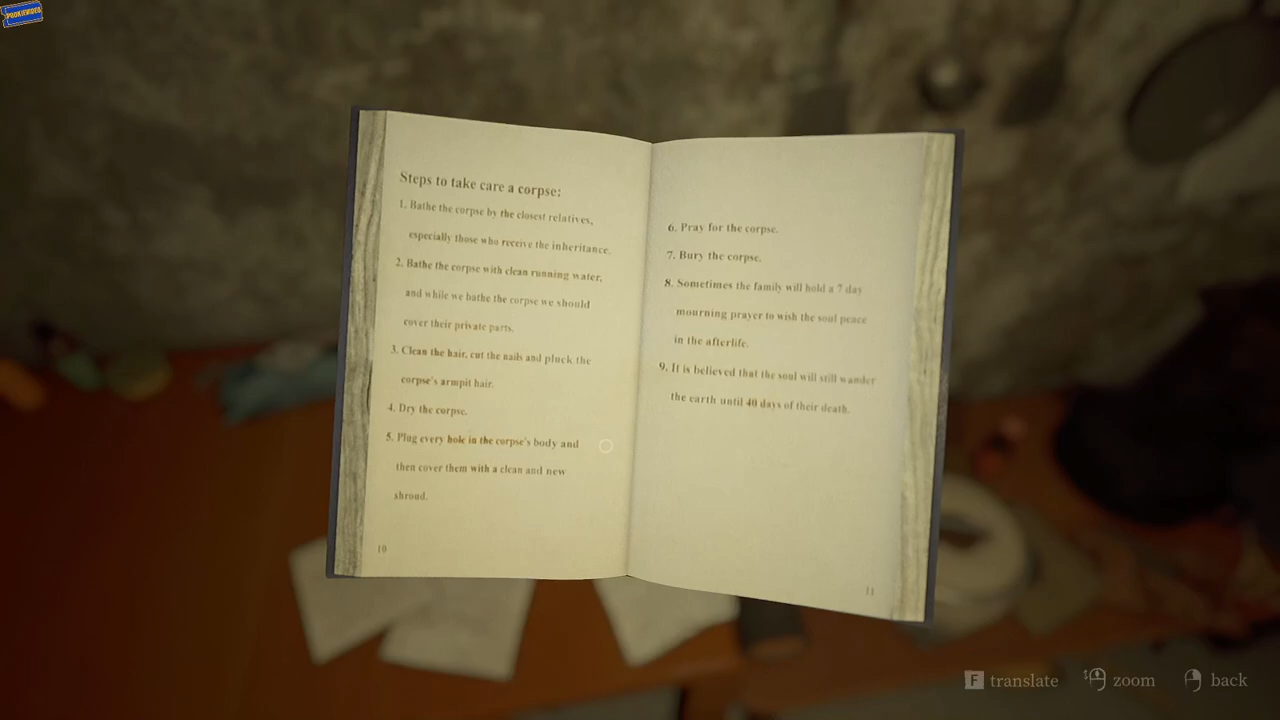 POOKIEVIDEO
Steps to take care a corpse:
1. Bathe the corpse by the closest relatives,
especially those who receive the inheritance.
2. Bathe the corpse with clean running water,
and while we bathe the corpse we should
cover their private parts.
3. Clean the hair, cut the nails and pluck the
corpse's armpit hair.
4. Dry the corpse.
5. Plug every hole in the corpse's body and
then cover them with a clean and new
shroud.
10
6. Pray for the corpse.
7. Bury the corpse.
8. Sometimes the family will hold a 7 day
mourning prayer to wish the soul peace
in the afterlife.
9. It is believed that the soul will still wander
the earth until 40 days of their death.
11
F translate zoom back